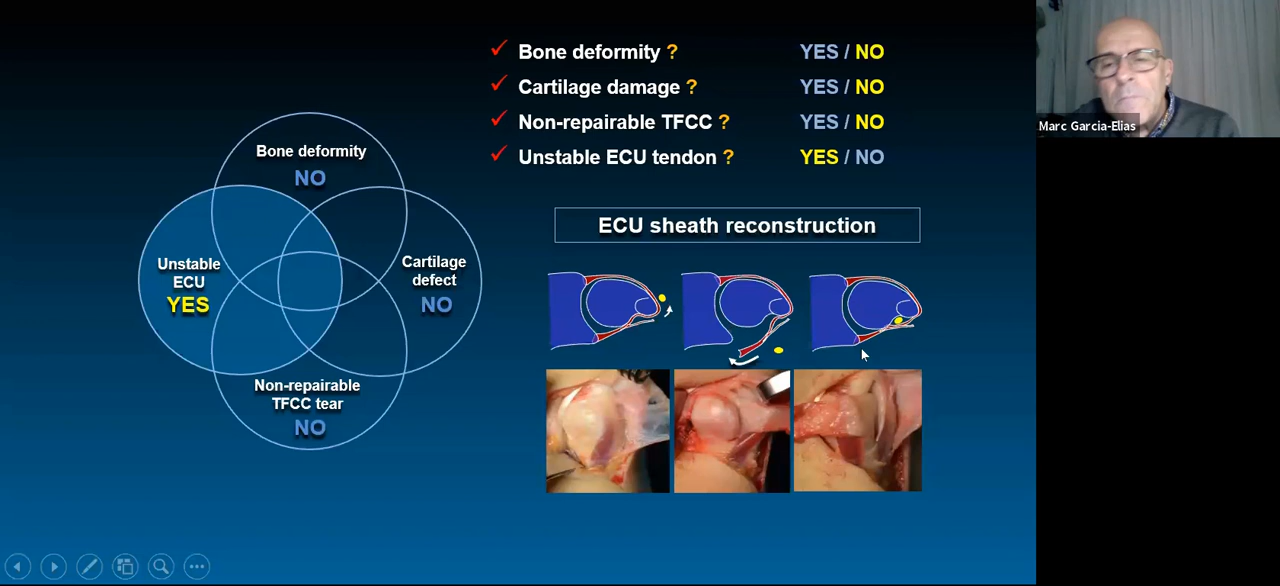 ✓ Bone deformity ? YES / NO
✓ Cartilage damage ? YES / NO
✓ Non-repairable TFCC ? YES / NO
✓ Unstable ECU tendon ? YES / NO
Bone deformity
NO
Unstable
ECU
YES
Cartilage
defect
NO
Non-repairable
TFCC tear
NO
ECU sheath reconstruction
Marc Garcia-Elias